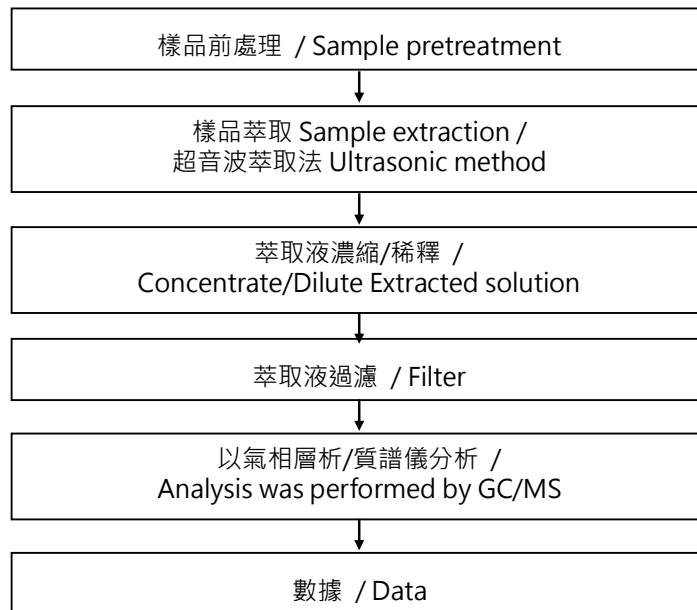 樣品前處理 / Sample pretreatment
樣品萃取 Sample extraction /
超音波萃取法 Ultrasonic method
萃取液濃縮/稀釋 /
Concentrate/Dilute Extracted solution
萃取液過濾 / Filter
以氣相層析/質譜儀分析 /
Analysis was performed by GC/MS
數據 / Data